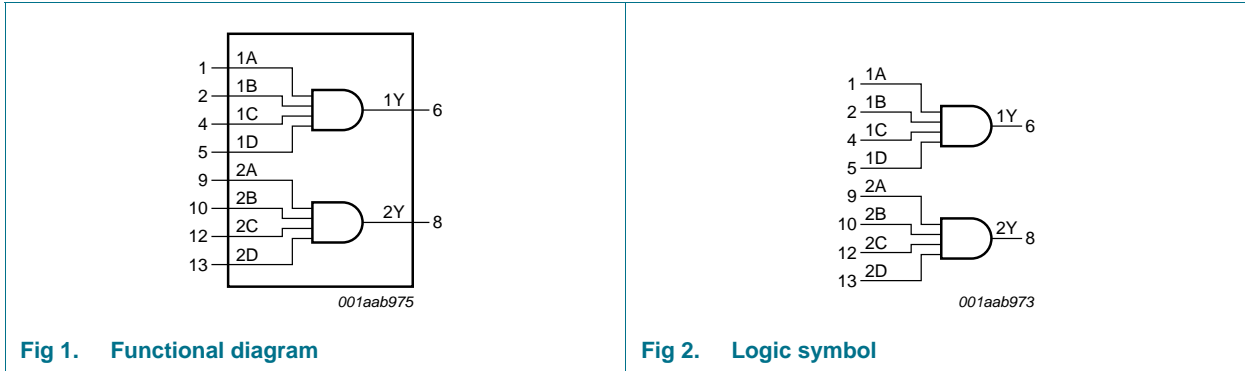 1 1A
2 1B
4 1C
5 1D
1Y 6
9 2A
10 2B
12 2C
13 2D
2Y 8
001aab975
Fig 1. Functional diagram
1 1A
2 1B
4 1C
5 1D
1Y 6
9 2A
10 2B
12 2C
13 2D
2Y 8
001aab973
Fig 2. Logic symbol